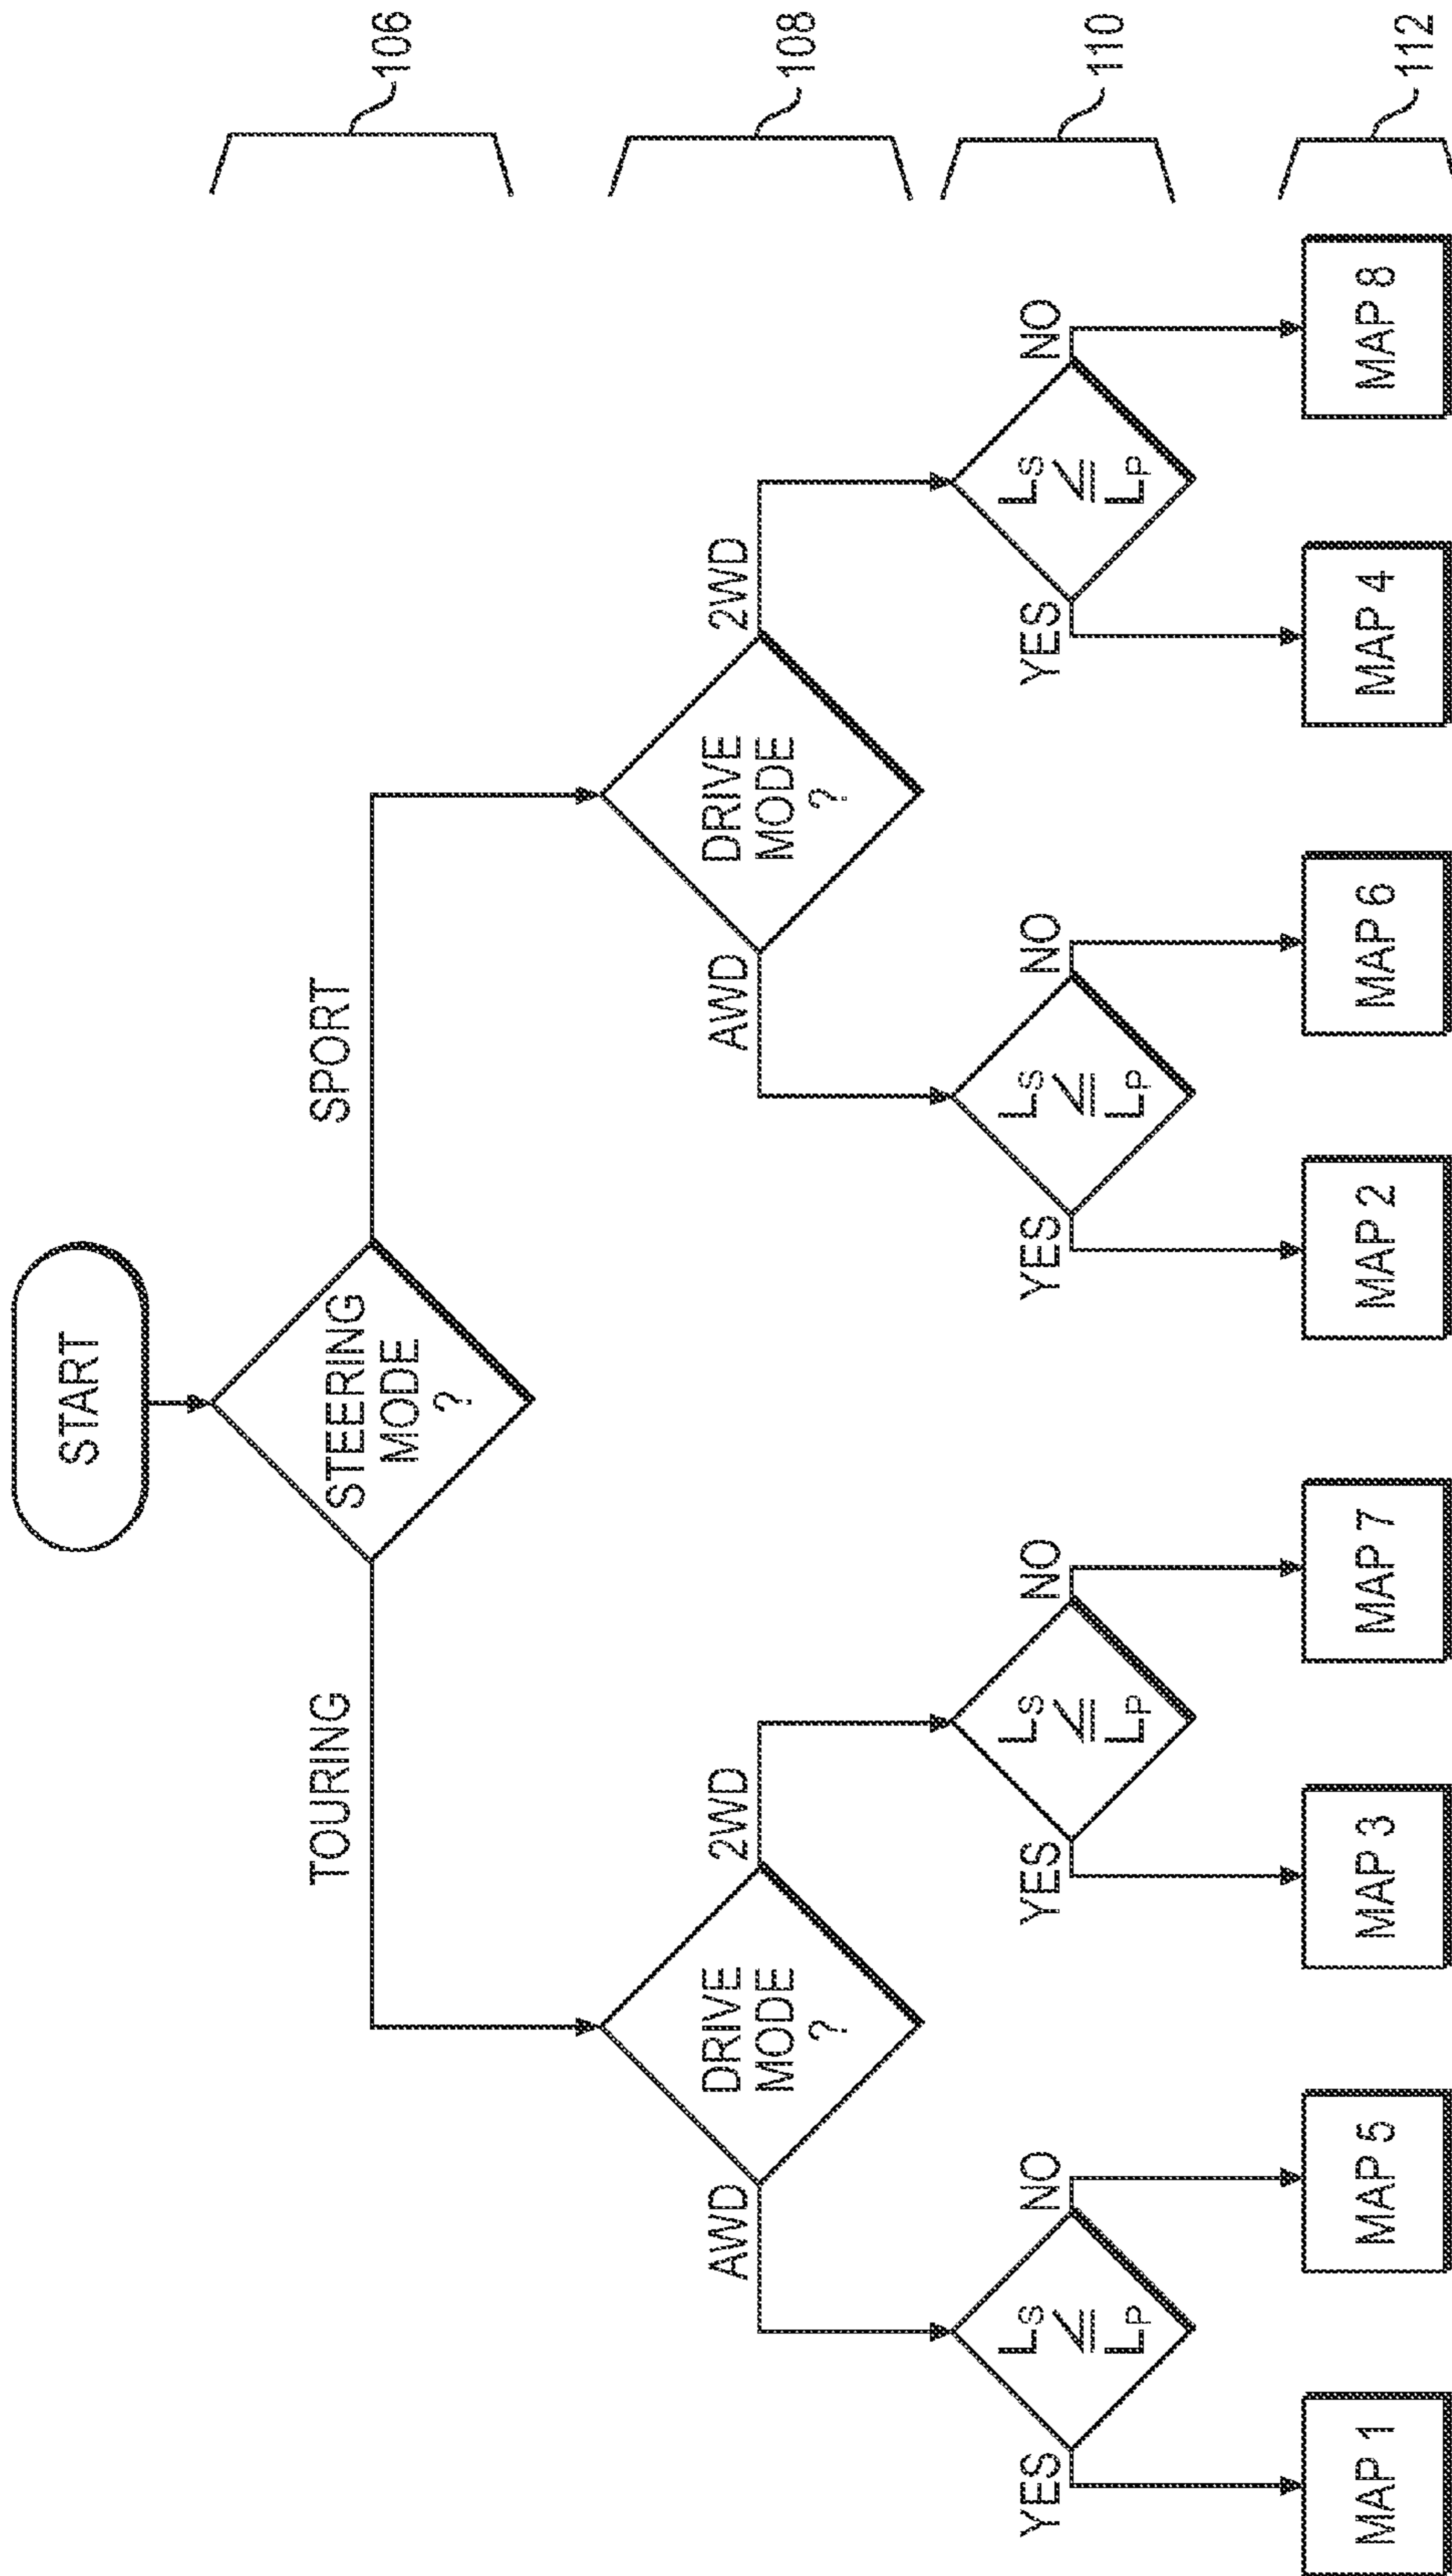 START
STEERING
MODE
?
TOURING
SPORT
106
DRIVE
MODE
?
AWD
2WD
DRIVE
MODE
?
AWD
2WD
108
Ls
≤
Lp
YES
NO
Ls
≤
Lp
YES
NO
Ls
≤
Lp
YES
NO
Ls
≤
Lp
YES
NO
110
MAP 1
MAP 5
MAP 3
MAP 7
MAP 2
MAP 6
MAP 4
MAP 8
112